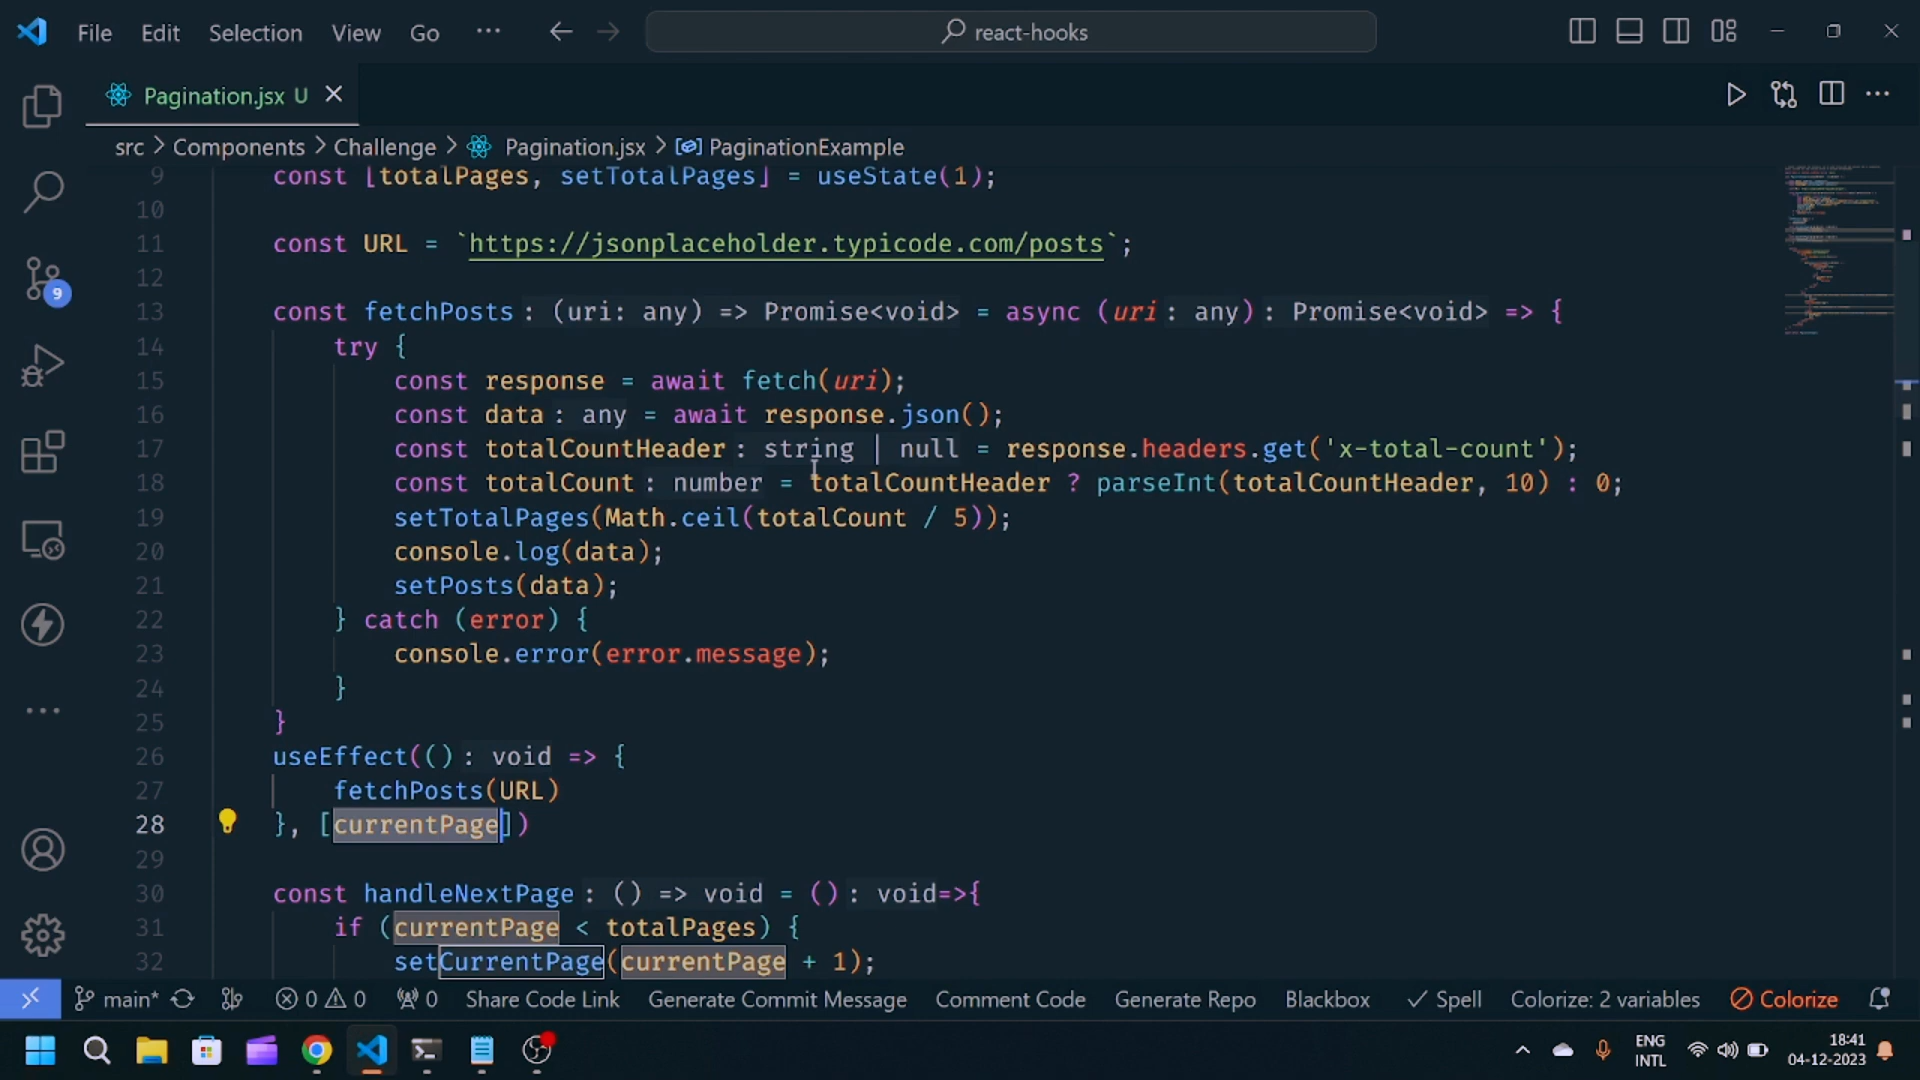 File Edit Selection View Go ··· react-hooks
Pagination.jsx U
src > Components > Challenge > Pagination.jsx > PaginationExample
9 const [totalPages, setTotalPages] = useState(1);
10
11 const URL = `https://jsonplaceholder.typicode.com/posts`;
12
13 const fetchPosts: (uri: any) => Promise<void> = async (uri: any): Promise<void> => {
14 try {
15 const response = await fetch(uri);
16 const data: any = await response.json();
17 const totalCountHeader: string | null = response.headers.get('x-total-count');
18 const totalCount: number = totalCountHeader ? parseInt(totalCountHeader, 10) : 0;
19 setTotalPages(Math.ceil(totalCount / 5));
20 console.log(data);
21 setPosts(data);
22 } catch (error) {
23 console.error(error.message);
24 }
25 }
26 useEffect((): void => {
27 fetchPosts(URL)
28 }, [currentPage])
29
30 const handleNextPage: () => void = (): void=>{
31 if (currentPage < totalPages) {
32 setCurrentPage(currentPage + 1);
9
main* 0 0 0 Share Code Link Generate Commit Message Comment Code Generate Repo Blackbox Spell Colorize: 2 variables Colorize
ENG INTL 18:41
04-12-2023